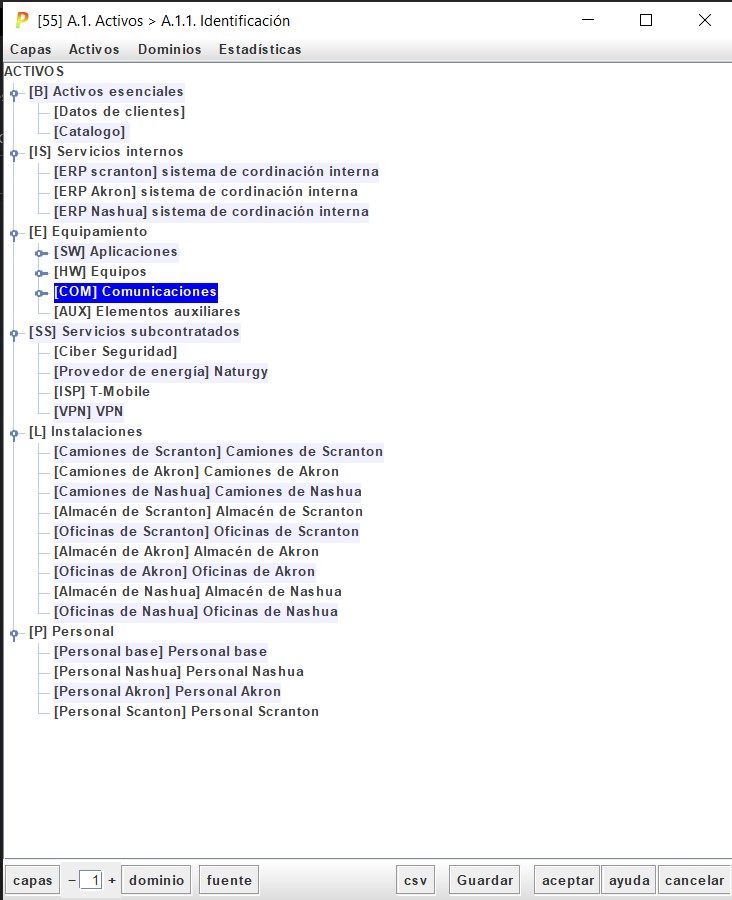 [55] A.1. Activos > A.1.1. Identificación
Capas Activos Dominios Estadísticas
ACTIVOS
[B] Activos esenciales
[Datos de clientes]
[Catalogo]
[IS] Servicios internos
[ERP scranton] sistema de cordinación interna
[ERP Akron] sistema de cordinación interna
[ERP Nashua] sistema de cordinación interna
[E] Equipamiento
[SW] Aplicaciones
[HW] Equipos
[COM] Comunicaciones
[AUX] Elementos auxiliares
[SS] Servicios subcontratados
[Ciber Seguridad]
[Provedor de energía] Naturgy
[ISP] T-Mobile
[VPN] VPN
[L] Instalaciones
[Camiones de Scranton] Camiones de Scranton
[Camiones de Akron] Camiones de Akron
[Camiones de Nashua] Camiones de Nashua
[Almacén de Scranton] Almacén de Scranton
[Oficinas de Scranton] Oficinas de Scranton
[Almacén de Akron] Almacén de Akron
[Oficinas de Akron] Oficinas de Akron
[Almacén de Nashua] Almacén de Nashua
[Oficinas de Nashua] Oficinas de Nashua
[P] Personal
[Personal base] Personal base
[Personal Nashua] Personal Nashua
[Personal Akron] Personal Akron
[Personal Scanton] Personal Scranton
capas − 1 + dominio fuente csv Guardar aceptar ayuda cancelar